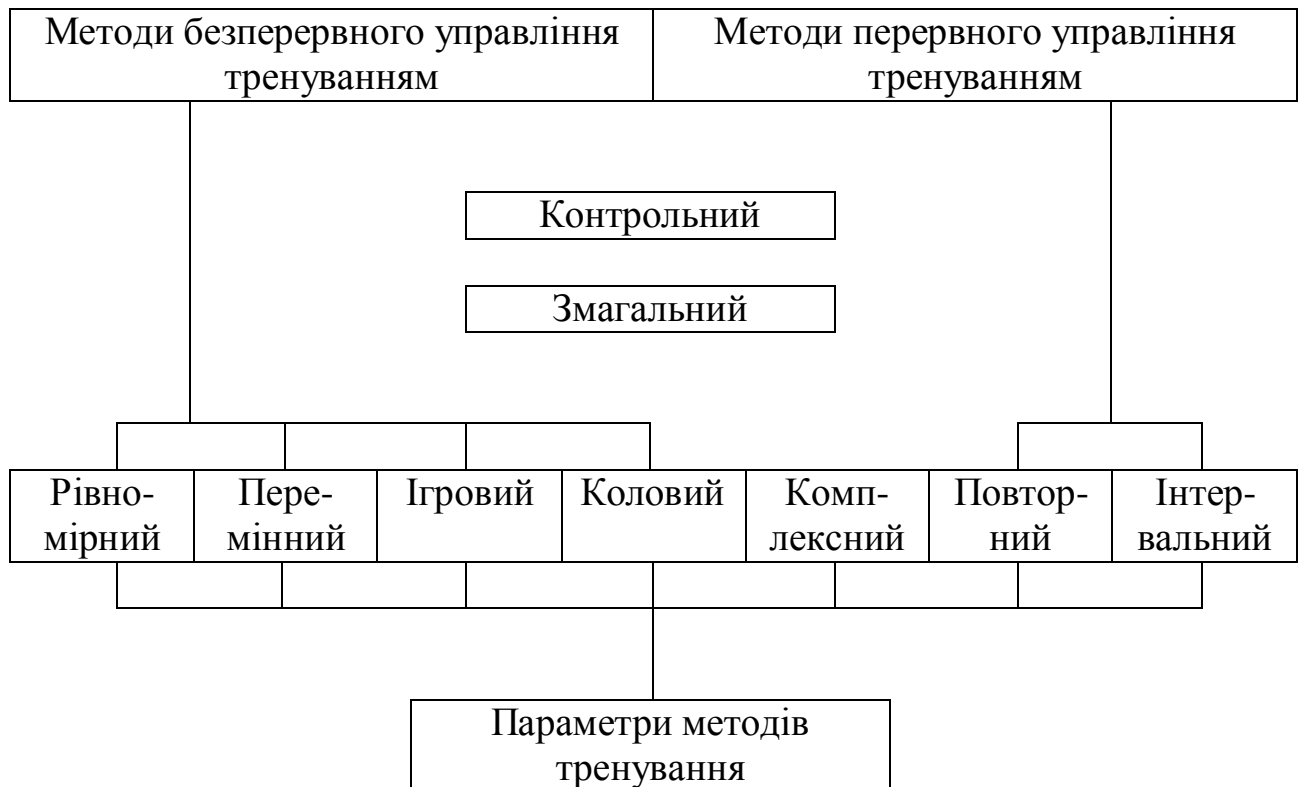 Методи безперервного управління
тренуванням
Методи перервного управління
тренуванням
Контрольний
Змагальний
Рівно-
мірний
Пере-
мінний
Ігровий
Коловий
Комп-
лексний
Повтор-
ний
Інтер-
вальний
Параметри методів
тренування